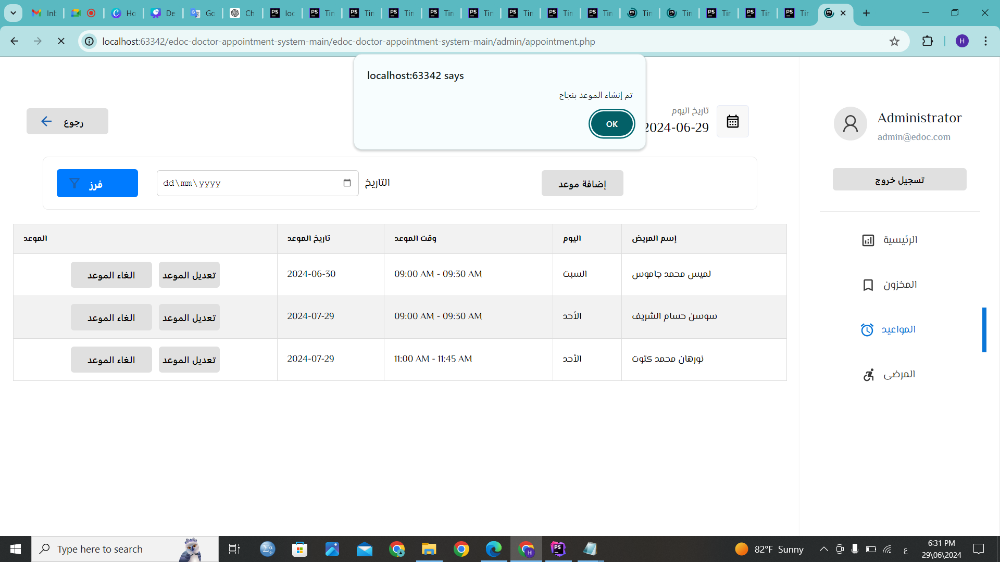 Inb
Ho
De
Go
Ch
loc
Tin
Tin
Tin
Tin
Tin
Tin
Tin
Tin
Tin
Tin
Tin
Tin
Tin
localhost:63342/edoc-doctor-appointment-system-main/edoc-doctor-appointment-system-main/admin/appointment.php
H
localhost:63342 says
تم إنشاء الموعد بنجاح
OK
رجوع
تاريخ اليوم
2024-06-29
Administrator
admin@edoc.com
تسجيل خروج
إضافة موعد
التاريخ
dd\mm\yyyy
فرز
إسم المريض
اليوم
وقت الموعد
تاريخ الموعد
الموعد
لميس محمد جاموس
السبت
09:00 AM - 09:30 AM
2024-06-30
تعديل الموعد
الغاء الموعد
سوسن حسام الشريف
الأحد
09:00 AM - 09:30 AM
2024-07-29
تعديل الموعد
الغاء الموعد
نورهان محمد كتوت
الأحد
11:00 AM - 11:45 AM
2024-07-29
تعديل الموعد
الغاء الموعد
الرئيسية
المخزون
المواعيد
المرضى
Type here to search
82°F Sunny
ع
6:31 PM
29\06\2024